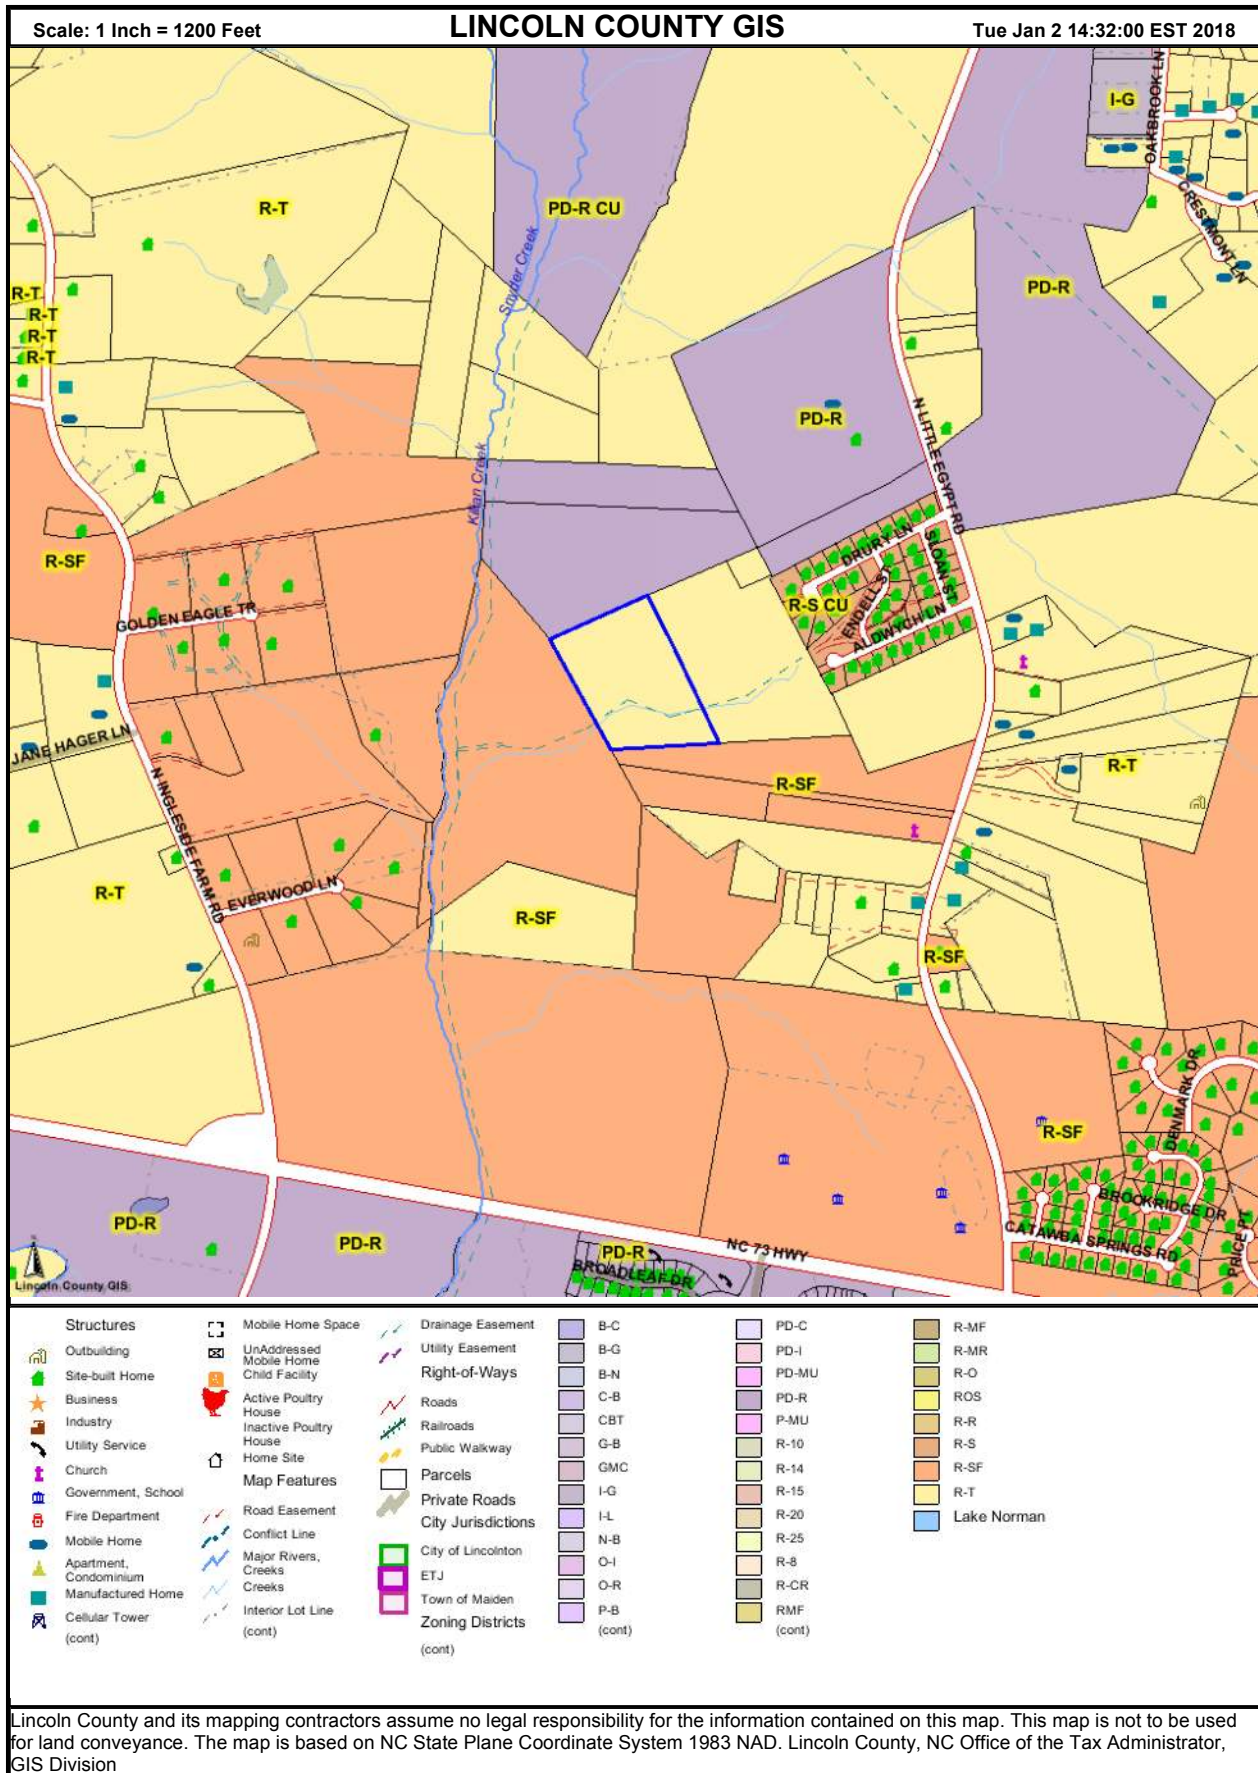 Scale: 1 Inch = 1200 Feet
LINCOLN COUNTY GIS
Tue Jan 2 14:32:00 EST 2018
I-G
OAKBROOK LN
CRESTMONT LN
R-T
PD-R CU
Snyder Creek
PD-R
R-T
R-T
R-T
R-T
PD-R
N LITTLE EGYPT RD
Killian Creek
R-SF
DRURY LN
SLOAN ST
R-S CU
ENDELL ST
ALDWYCH LN
GOLDEN EAGLE TR
JANE HAGER LN
N INGLESIDE FARM RD
R-T
R-SF
R-T
EVERWOOD LN
R-SF
R-SF
DENMARK DR
R-SF
BROOKRIDGE DR
CATAWBA SPRINGS RD
PRICE PT
PD-R
PD-R
PD-R
NC 73 HWY
BROADLEAF DR
Lincoln County GIS
Structures
Outbuilding
Site-built Home
Business
Industry
Utility Service
Church
Government, School
Fire Department
Mobile Home
Apartment,
Condominium
Manufactured Home
Cellular Tower
(cont)
Mobile Home Space
UnAddressed
Mobile Home
Child Facility
Active Poultry
House
Inactive Poultry
House
Home Site
Map Features
Road Easement
Conflict Line
Major Rivers,
Creeks
Creeks
Interior Lot Line
(cont)
Drainage Easement
Utility Easement
Right-of-Ways
Roads
Railroads
Public Walkway
Parcels
Private Roads
City Jurisdictions
City of Lincolnton
ETJ
Town of Maiden
Zoning Districts
(cont)
B-C
B-G
B-N
C-B
CBT
G-B
GMC
I-G
I-L
N-B
O-I
O-R
P-B
(cont)
PD-C
PD-I
PD-MU
PD-R
P-MU
R-10
R-14
R-15
R-20
R-25
R-8
R-CR
RMF
(cont)
R-MF
R-MR
R-O
ROS
R-R
R-S
R-SF
R-T
Lake Norman
Lincoln County and its mapping contractors assume no legal responsibility for the information contained on this map. This map is not to be used
for land conveyance. The map is based on NC State Plane Coordinate System 1983 NAD. Lincoln County, NC Office of the Tax Administrator,
GIS Division